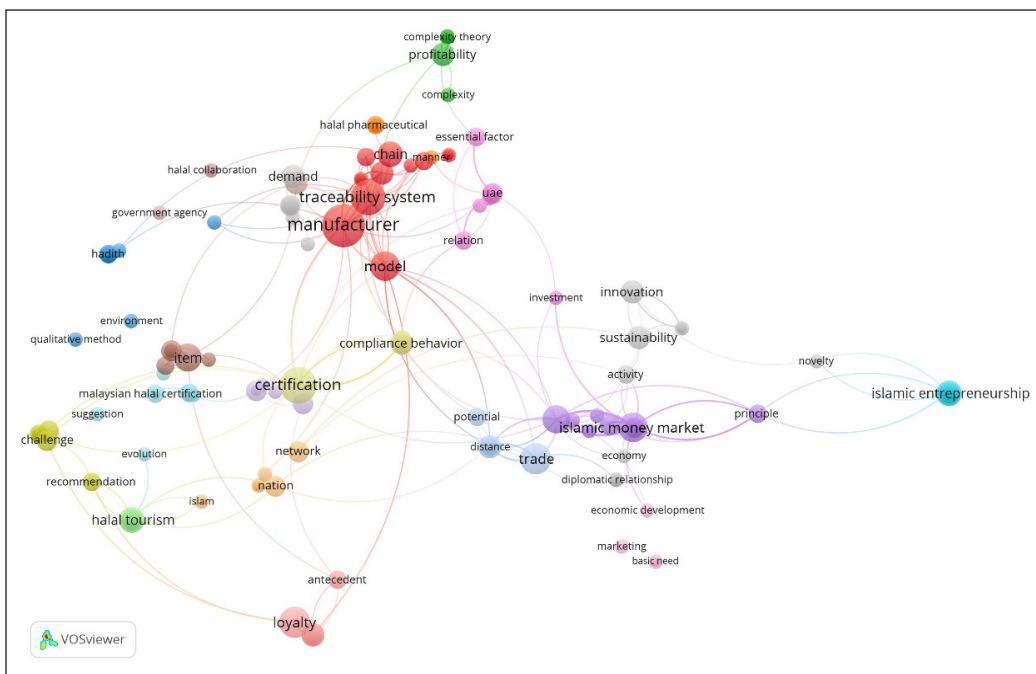 complexity theory
profitability
complexity
halal pharmaceutical
essential factor
chain
manner
halal collaboration
demand
traceability system
uae
government agency
manufacturer
relation
hadith
model
innovation
investment
environment
sustainability
qualitative method
compliance behavior
item
novelty
activity
certification
malaysian halal certification
islamic entrepreneurship
suggestion
potential
principle
islamic money market
challenge
distance
network
trade
economy
evolution
recommendation
nation
diplomatic relationship
islam
economic development
halal tourism
marketing
basic need
antecedent
loyalty
VOSviewer